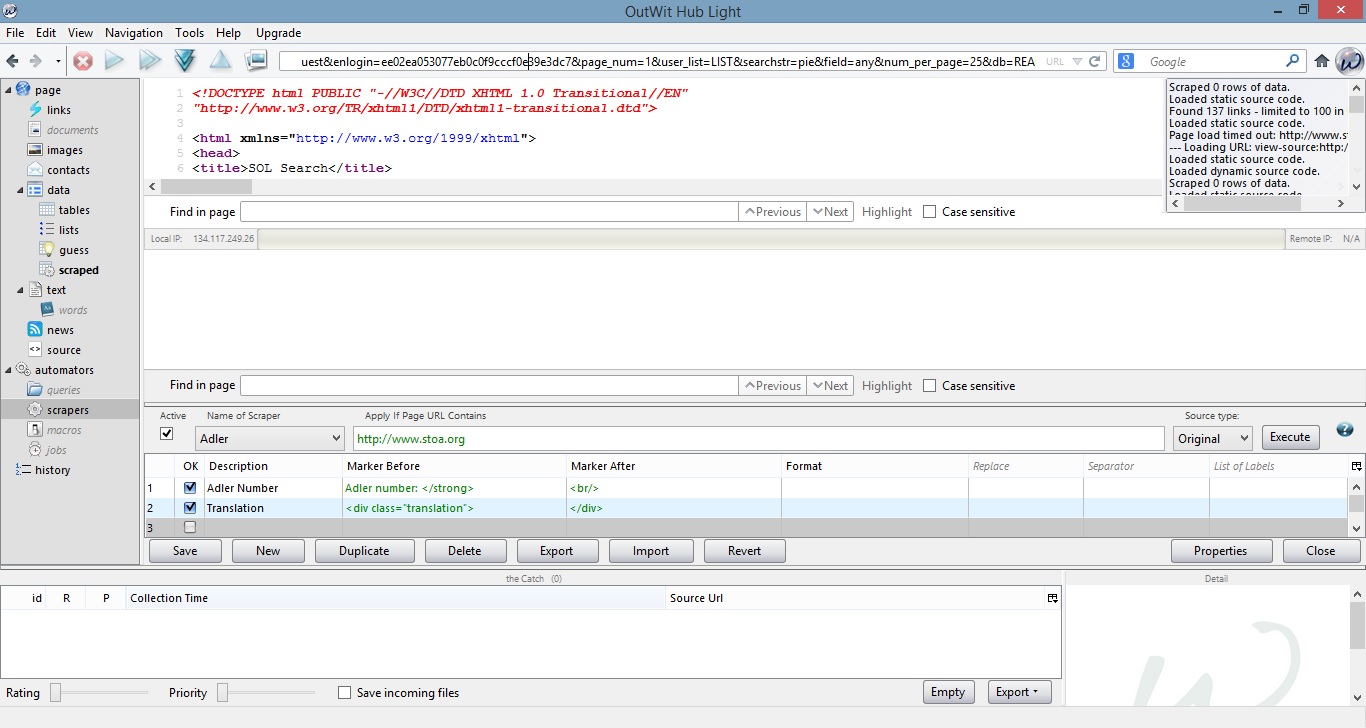 OutWit Hub Light
File Edit View Navigation Tools Help Upgrade
uest&enlogin=ee02ea053077eb0c0f9cccf0e39e3dc7&page_num=1&user_list=LIST&searchstr=pie&field=any&num_per_page=25&db=REA URL Google
page
links
documents
images
contacts
data
tables
lists
guess
scraped
text
words
news
source
automators
queries
scrapers
macros
jobs
history
1 <!DOCTYPE html PUBLIC "-//W3C//DTD XHTML 1.0 Transitional//EN"
2 "http://www.w3.org/TR/xhtml1/DTD/xhtml1-transitional.dtd">
3
4 <html xmlns="http://www.w3.org/1999/xhtml">
5 <head>
6 <title>SOL Search</title>
Scraped 0 rows of data.
Loaded static source code.
Found 137 links - limited to 100 in
Loaded static source code.
Page load timed out: http://www.s
--- Loading URL: view-source:http:/
Loaded static source code.
Loaded dynamic source code.
Scraped 0 rows of data.
Loaded static source code.
Find in page Previous Next Highlight Case sensitive
Local IP: 134.117.249.26 Remote IP: N/A
Find in page Previous Next Highlight Case sensitive
Active Name of Scraper Apply If Page URL Contains Source type:
Adler http://www.stoa.org Original Execute
OK Description Marker Before Marker After Format Replace Separator List of Labels
1 Adler Number Adler number: </strong> <br/>
2 Translation <div class="translation"> </div>
3
Save New Duplicate Delete Export Import Revert Properties Close
the Catch (0) Detail
id R P Collection Time Source Url
Rating Priority Save incoming files Empty Export